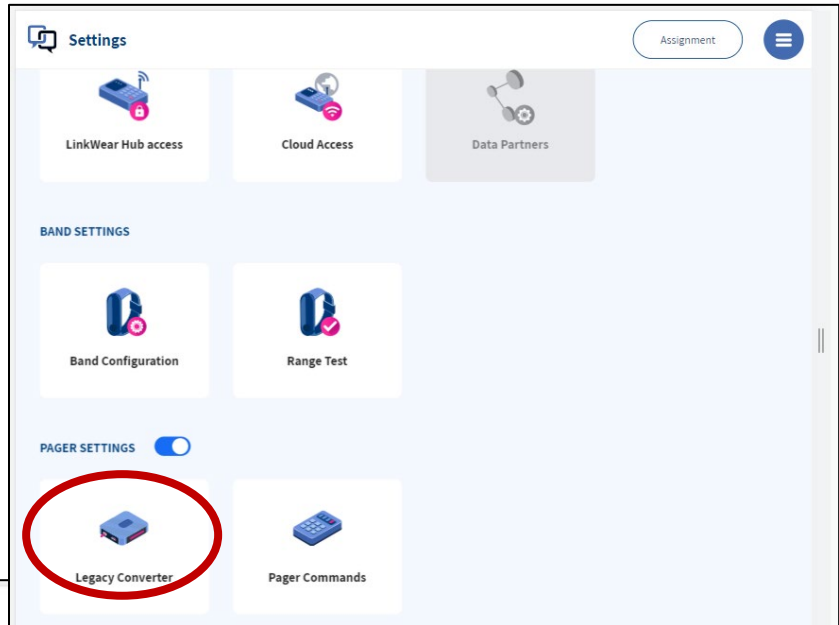 Settings
Assignment
LinkWear Hub access
Cloud Access
Data Partners
BAND SETTINGS
Band Configuration
Range Test
PAGER SETTINGS
Legacy Converter
Pager Commands